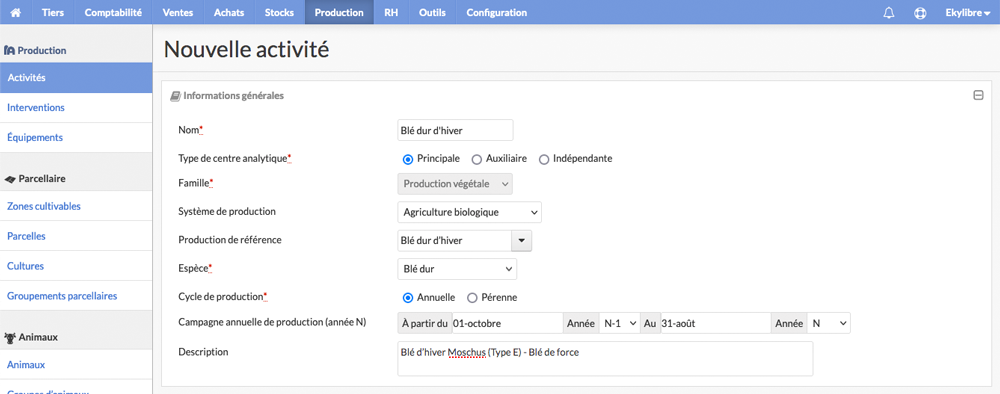 Tiers Comptabilité Ventes Achats Stocks Production RH Outils Configuration Ekylibre
Production
Activités
Interventions
Équipements
Parcellaire
Zones cultivables
Parcelles
Cultures
Groupements parcellaires
Animaux
Animaux
Groupes d'animaux
Nouvelle activité
Informations générales
Nom* Blé dur d'hiver
Type de centre analytique* Principale Auxiliaire Indépendante
Famille* Production végétale
Système de production Agriculture biologique
Production de référence Blé dur d'hiver
Espèce* Blé dur
Cycle de production* Annuelle Pérenne
Campagne annuelle de production (année N) À partir du 01-octobre Année N-1 Au 31-août Année N
Description Blé d'hiver Moschus (Type E) - Blé de force